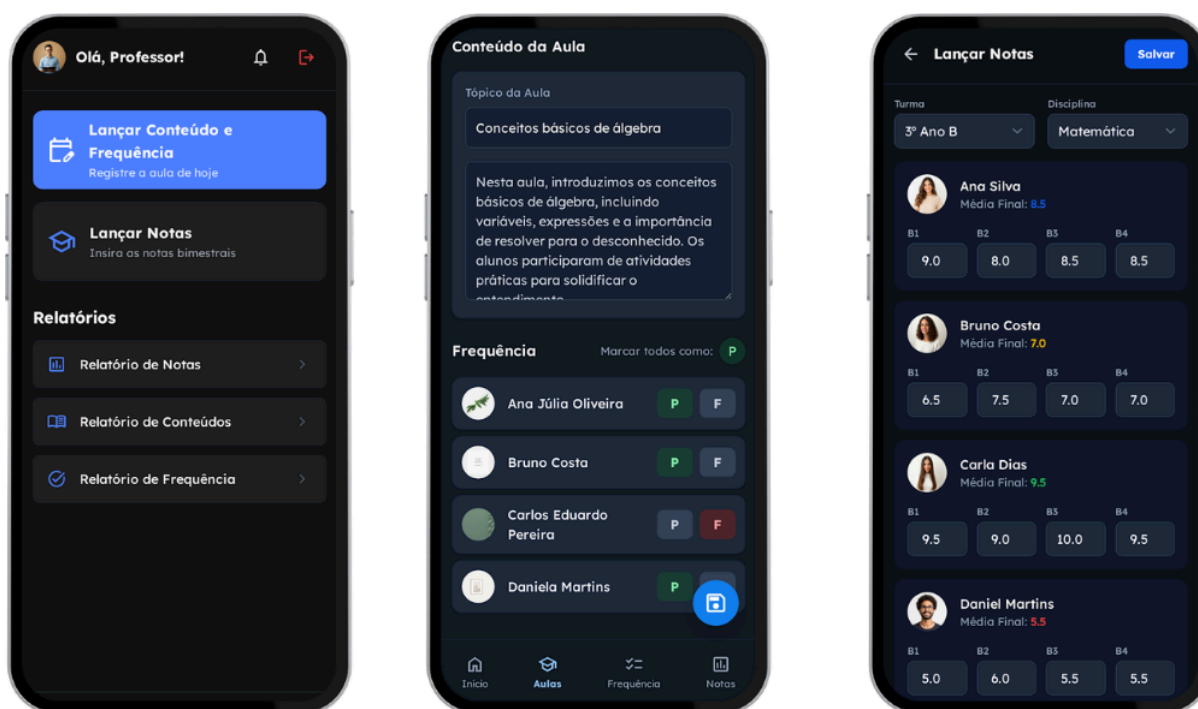 Olá, Professor!
Lançar Conteúdo e
Frequência
Registre a aula de hoje
Lançar Notas
Insira as notas bimestrais
Relatórios
Relatório de Notas
Relatório de Conteúdos
Relatório de Frequência
Conteúdo da Aula
Tópico da Aula
Conceitos básicos de álgebra
Nesta aula, introduzimos os conceitos
básicos de álgebra, incluindo
variáveis, expressões e a importância
de resolver para o desconhecido. Os
alunos participaram de atividades
práticas para solidificar o
entendimento
Frequência Marcar todos como: P
Ana Júlia Oliveira P F
Bruno Costa P F
Carlos Eduardo
Pereira P F
Daniela Martins P
Início Aulas Frequência Notas
Lançar Notas Salvar
Turma Disciplina
3º Ano B Matemática
Ana Silva
Média Final: 8.5
B1 B2 B3 B4
9.0 8.0 8.5 8.5
Bruno Costa
Média Final: 7.0
B1 B2 B3 B4
6.5 7.5 7.0 7.0
Carla Dias
Média Final: 9.5
B1 B2 B3 B4
9.5 9.0 10.0 9.5
Daniel Martins
Média Final: 5.5
B1 B2 B3 B4
5.0 6.0 5.5 5.5